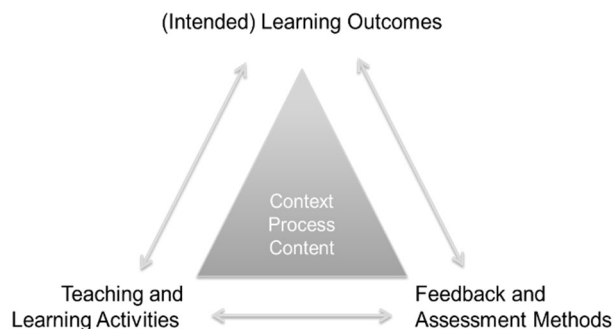 (Intended) Learning Outcomes
Context
Process
Content
Teaching and
Learning Activities
Feedback and
Assessment Methods